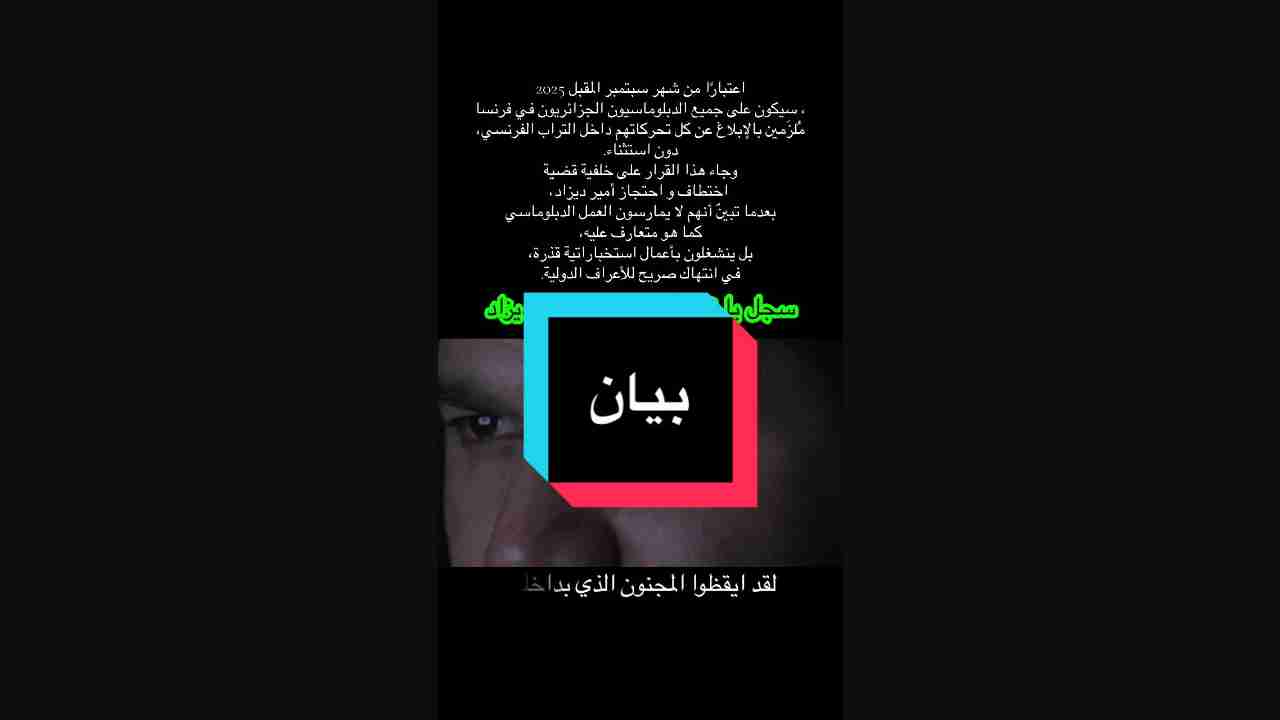 اعتبارًا من شهر سبتمبر المقبل 2025
، سيكون على جميع الدبلوماسيون الجزائريون في فرنسا
مُلزَمين بالإبلاغ عن كل تحركاتهم داخل التراب الفرنسي،
دون استثناء.
وجاء هذا القرار على خلفية قضية
اختطاف و احتجاز أمير ديزاد،
بعدما تبينّ أنهم لا يمارسون العمل الدبلوماسي
كما هو متعارف عليه،
بل ينشغلون بأعمال استخباراتية قذرة،
في انتهاك صريح للأعراف الدولية.
سجل يا
بيان
لقد ايقظوا المجنون الذي